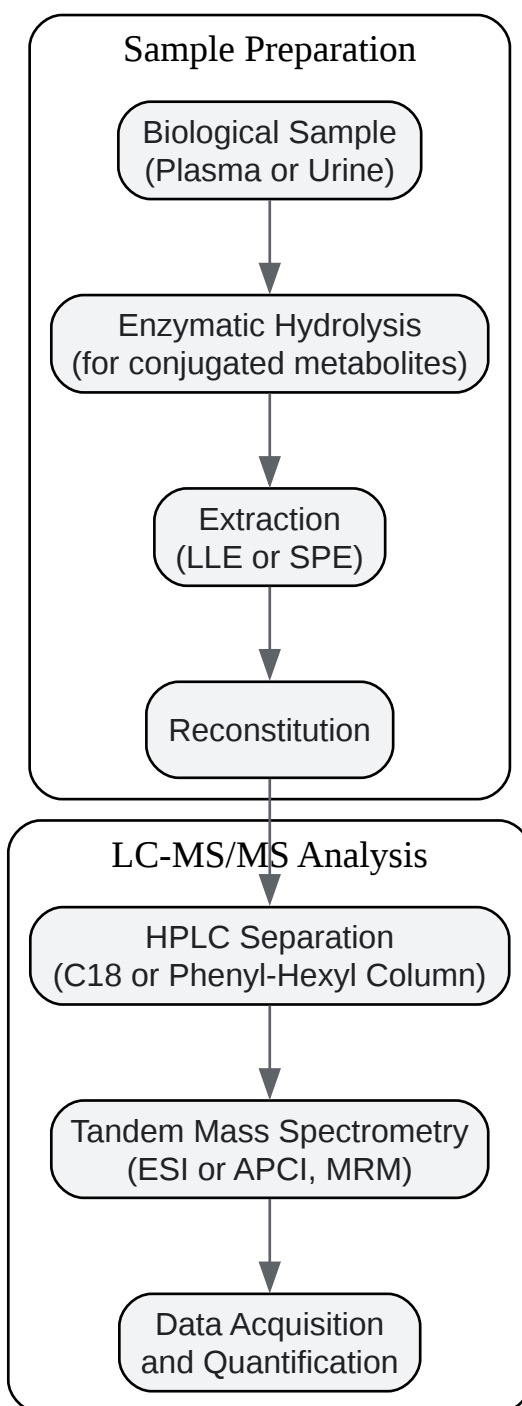 Sample Preparation
Biological Sample
(Plasma or Urine)
Enzymatic Hydrolysis
(for conjugated metabolites)
Extraction
(LLE or SPE)
Reconstitution
LC-MS/MS Analysis
HPLC Separation
(C18 or Phenyl-Hexyl Column)
Tandem Mass Spectrometry
(ESI or APCI, MRM)
Data Acquisition
and Quantification